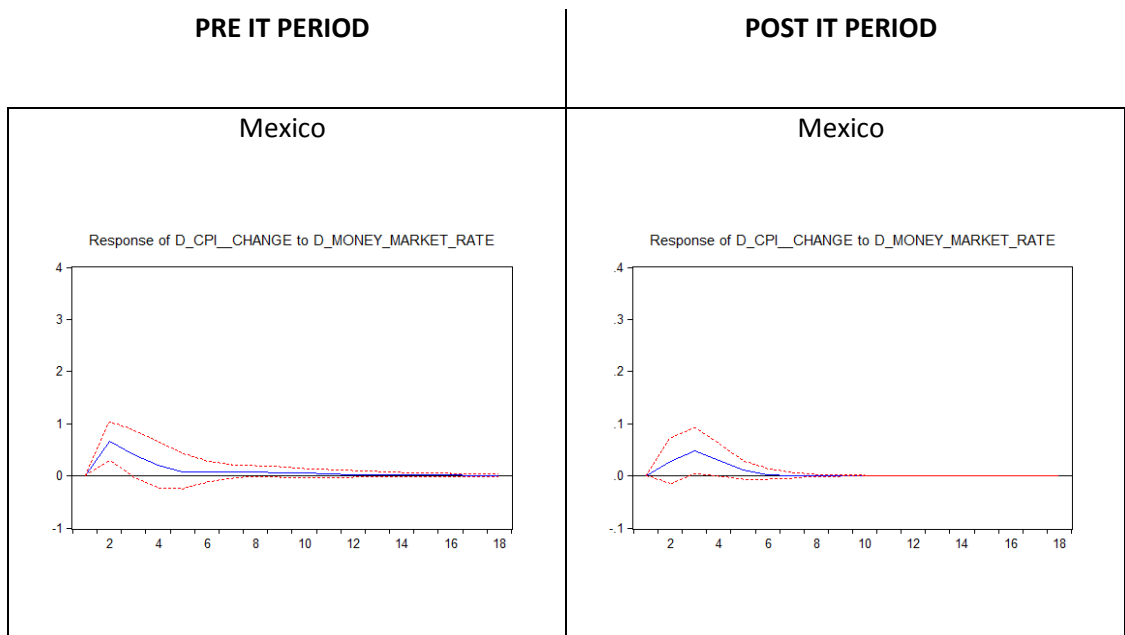 PRE IT PERIOD
POST IT PERIOD
Mexico
Mexico
Response of D_CPI__CHANGE to D_MONEY_MARKET_RATE
4
3
2
1
0
-1
2 4 6 8 10 12 14 16 18
Response of D_CPI__CHANGE to D_MONEY_MARKET_RATE
.4
.3
.2
.1
.0
-.1
2 4 6 8 10 12 14 16 18